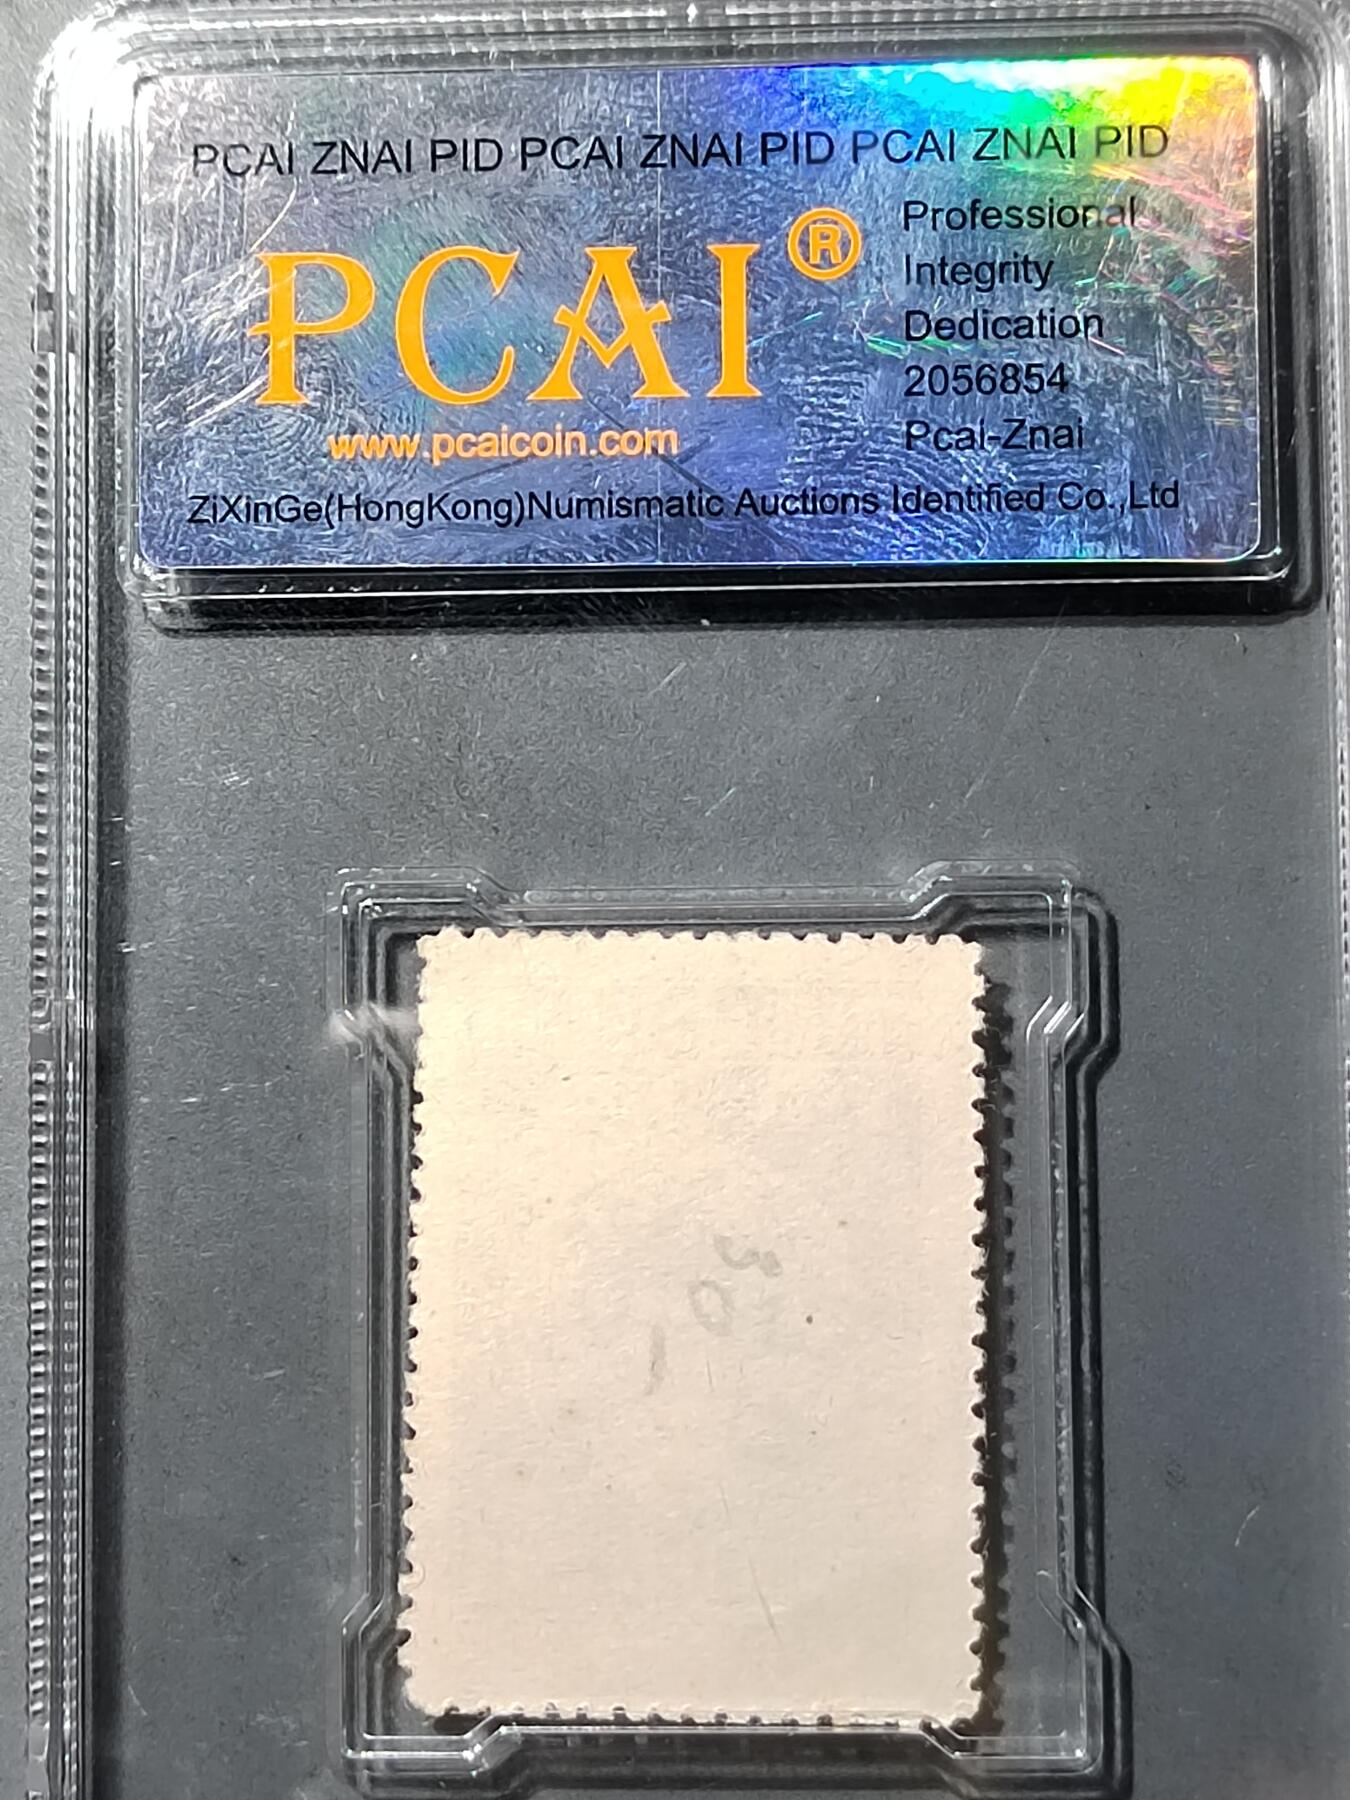 PCAI ZNAI PID PCAI ZNAI PID PCAI ZNAI PID
PCAI®
www.pcaicoin.com
Professional
Integrity
Dedication
2056854
Pcai-Znai
ZiXinGe(HongKong)Numismatic Auctions Identified Co.,Ltd
30